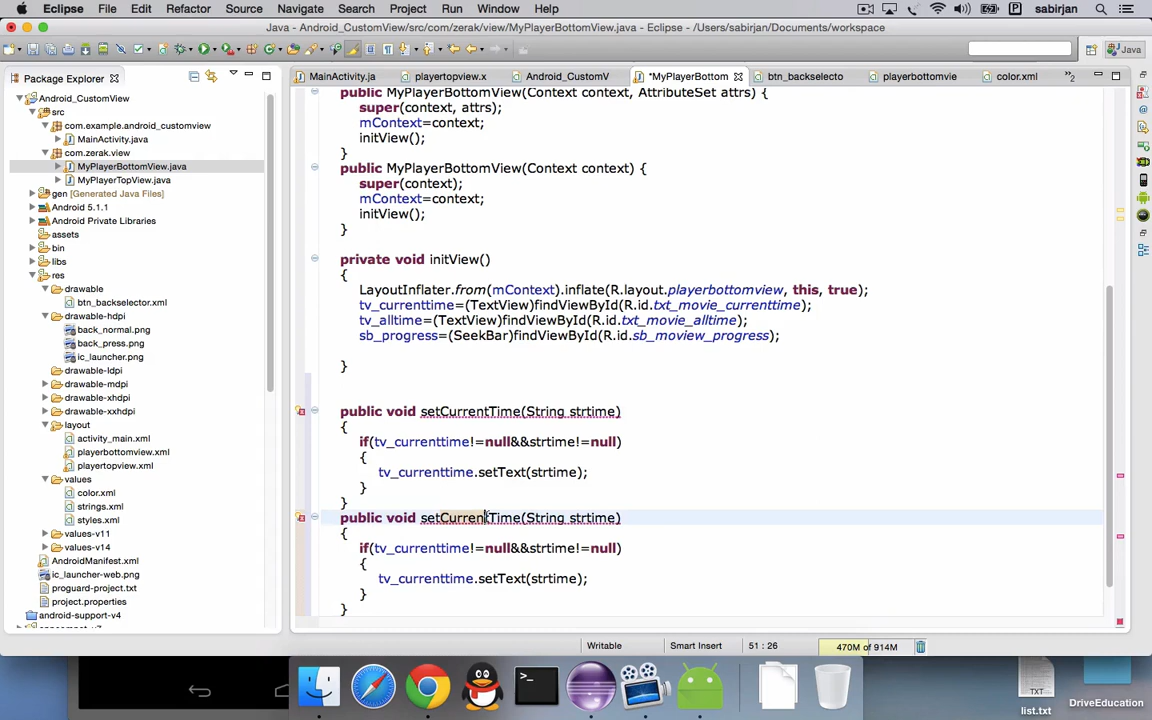 Eclipse File Edit Refactor Source Navigate Search Project Run Window Help sabirjan
Java - Android_CustomView/src/com/zerak/view/MyPlayerBottomView.java - Eclipse - /Users/sabirjan/Documents/workspace
Java
Package Explorer
MainActivity.ja playertopview.x Android_CustomV *MyPlayerBottom btn_backselecto playerbottomvie color.xml »2
Android_CustomView
src
com.example.android_customview
MainActivity.java
com.zerak.view
MyPlayerBottomView.java
MyPlayerTopView.java
gen [Generated Java Files]
Android 5.1.1
Android Private Libraries
assets
bin
libs
res
drawable
btn_backselector.xml
drawable-hdpi
back_normal.png
back_press.png
ic_launcher.png
drawable-ldpi
drawable-mdpi
drawable-xhdpi
drawable-xxhdpi
layout
activity_main.xml
playerbottomview.xml
playertopview.xml
values
color.xml
strings.xml
styles.xml
values-v11
values-v14
AndroidManifest.xml
ic_launcher-web.png
proguard-project.txt
project.properties
android-support-v4
public MyPlayerBottomView(Context context, AttributeSet attrs) {
super(context, attrs);
mContext=context;
initView();
}
public MyPlayerBottomView(Context context) {
super(context);
mContext=context;
initView();
}
private void initView()
{
LayoutInflater.from(mContext).inflate(R.layout.playerbottomview, this, true);
tv_currenttime=(TextView)findViewById(R.id.txt_movie_currenttime);
tv_alltime=(TextView)findViewById(R.id.txt_movie_alltime);
sb_progress=(SeekBar)findViewById(R.id.sb_moview_progress);
}
public void setCurrentTime(String strtime)
{
if(tv_currenttime!=null&&strtime!=null)
{
tv_currenttime.setText(strtime);
}
}
public void setCurrentTime(String strtime)
{
if(tv_currenttime!=null&&strtime!=null)
{
tv_currenttime.setText(strtime);
}
}
Writable Smart Insert 51 : 26 470M of 914M
TXT
list.txt
DriveEducation